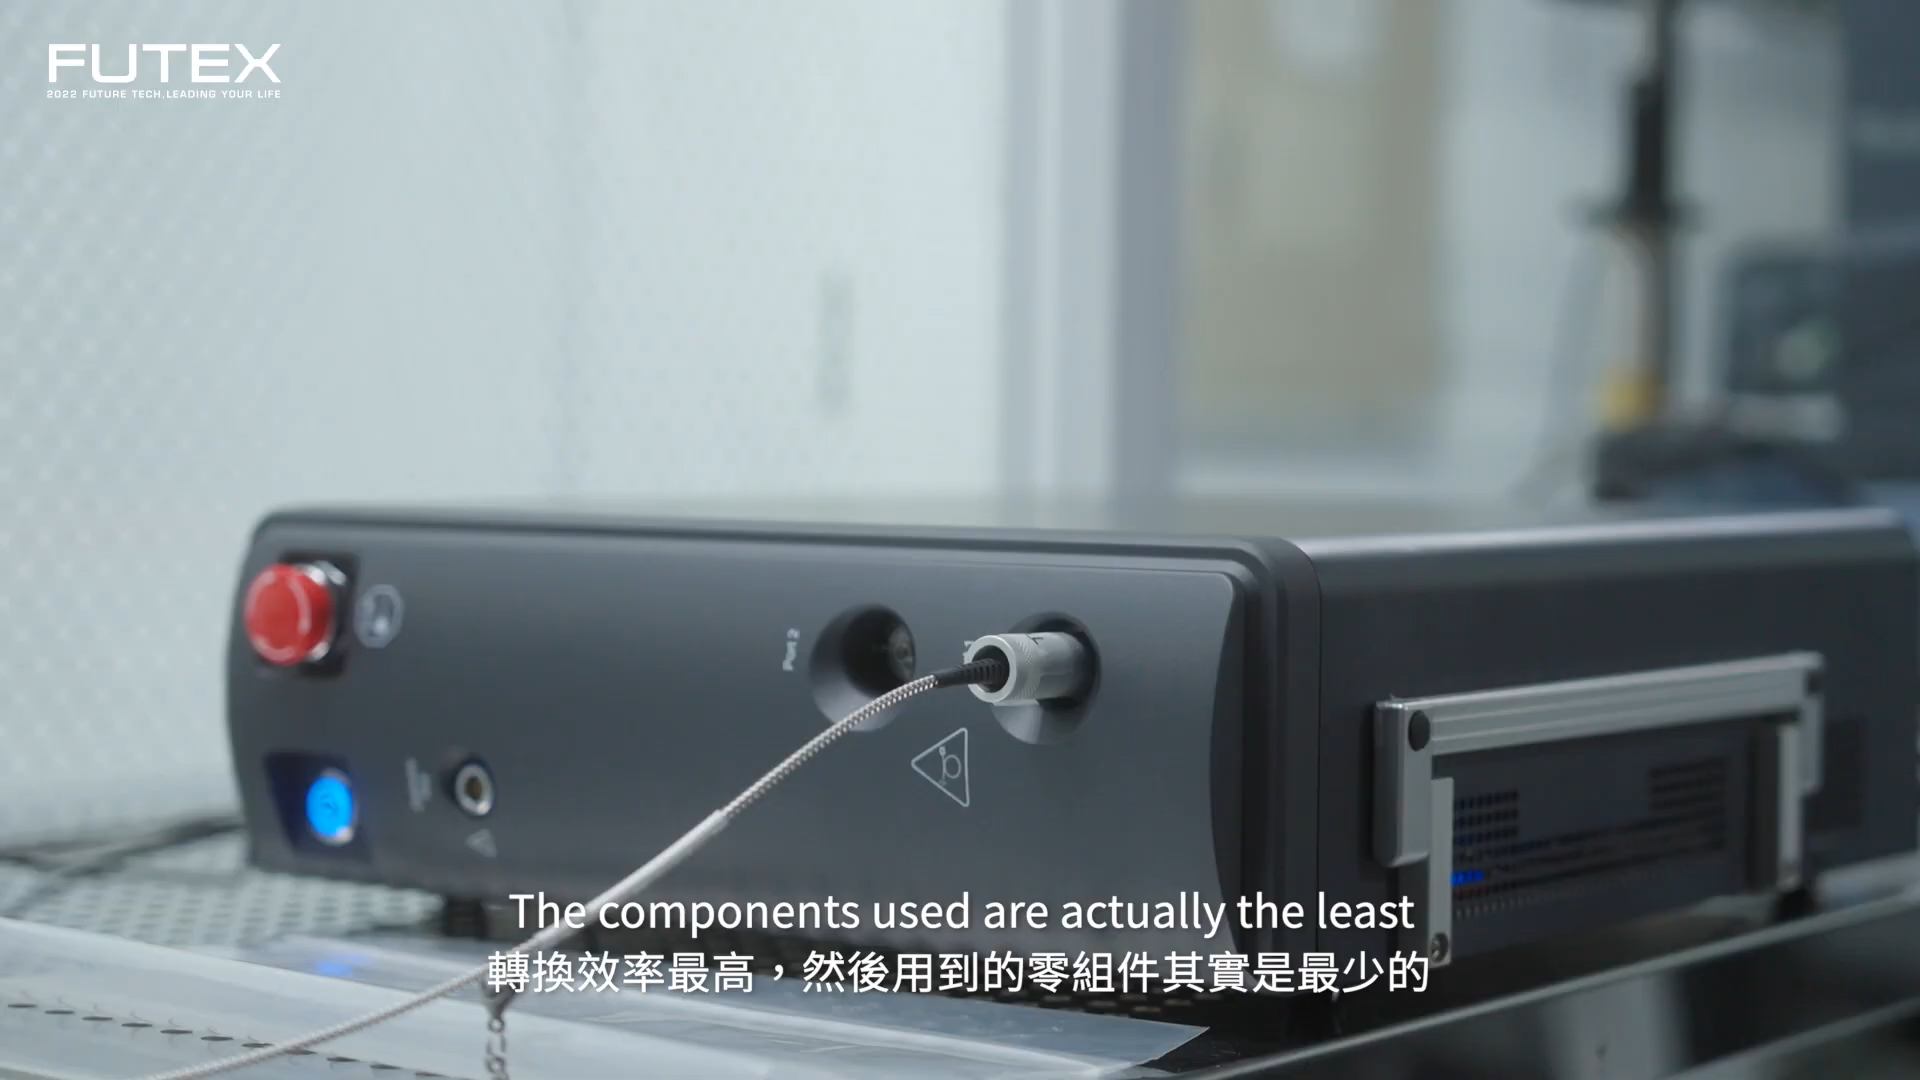 FUTEX
2022 FUTURE TECH,LEADING YOUR LIFE
Port 2
The components used are actually the least
轉換效率最高，然後用到的零組件其實是最少的